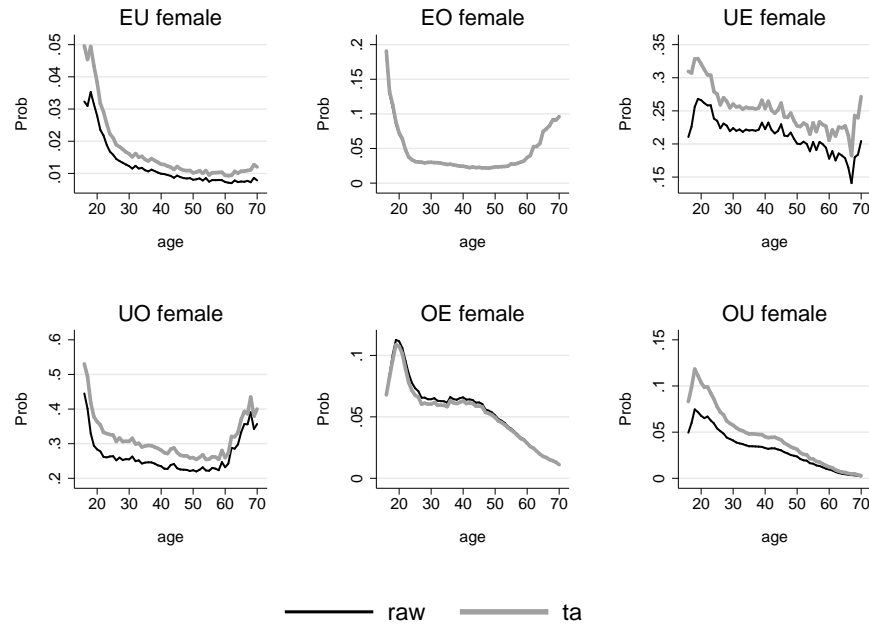 EU female
EO female
UE female
Prob
.01 .02 .03 .04 .05
20 30 40 50 60 70
age
Prob
0 .05 .1 .15 .2
20 30 40 50 60 70
age
Prob
.15 .2 .25 .3 .35
20 30 40 50 60 70
age
UO female
OE female
OU female
Prob
.2 .3 .4 .5 .6
20 30 40 50 60 70
age
Prob
0 .05 .1
20 30 40 50 60 70
age
Prob
0 .05 .1 .15
20 30 40 50 60 70
age
raw ta